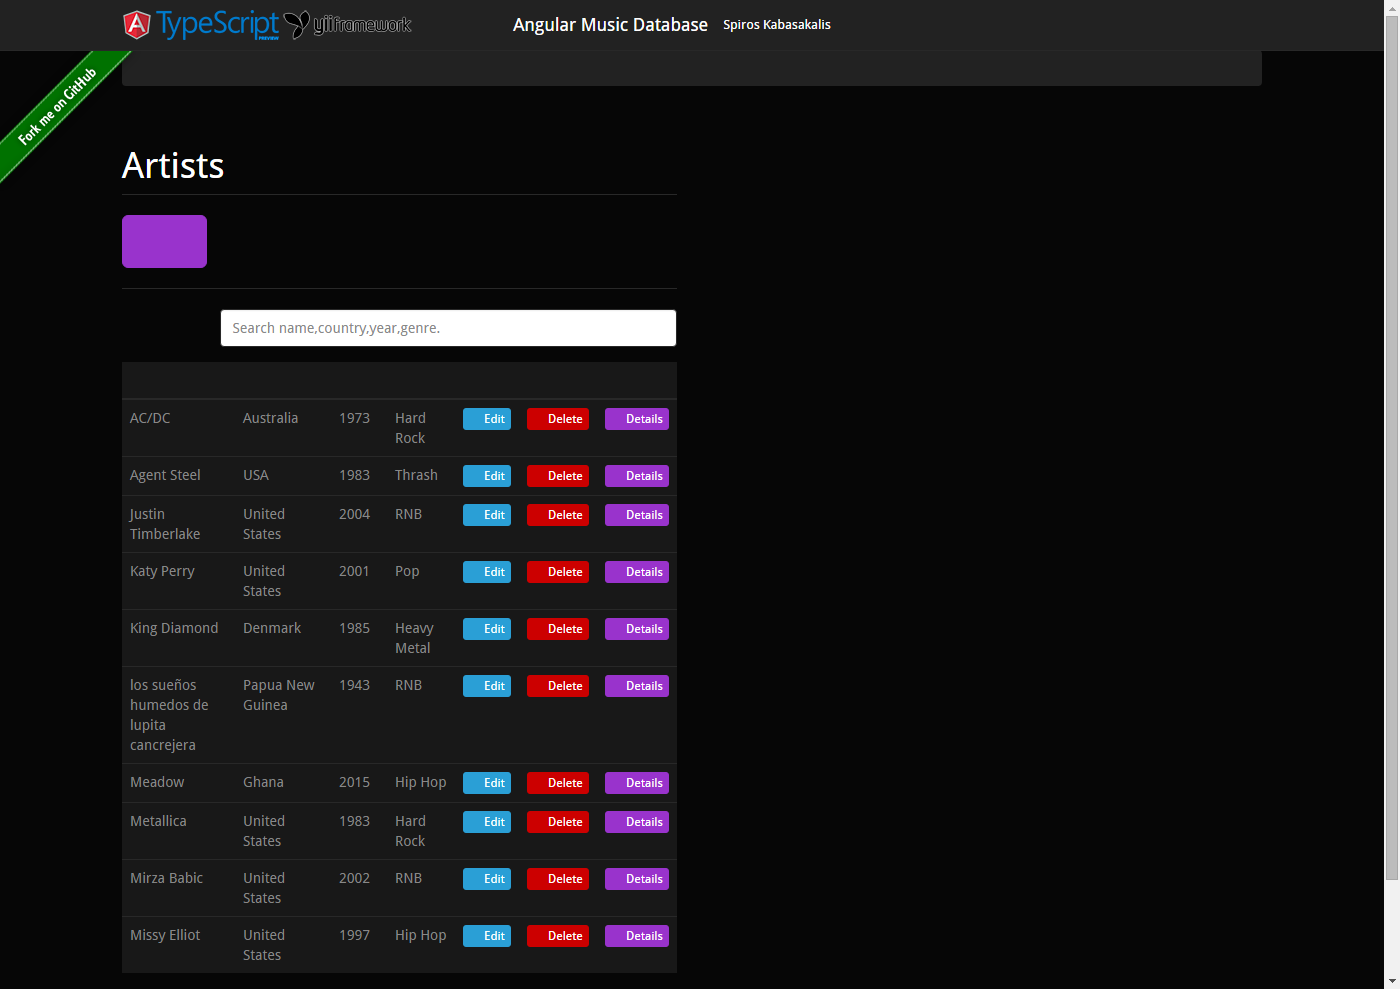 TypeScript PREVIEW yiiframework Angular Music Database Spiros Kabasakalis
Fork me on GitHub
Artists
Search name,country,year,genre.
AC/DC Australia 1973 Hard Rock Edit Delete Details
Agent Steel USA 1983 Thrash Edit Delete Details
Justin Timberlake United States 2004 RNB Edit Delete Details
Katy Perry United States 2001 Pop Edit Delete Details
King Diamond Denmark 1985 Heavy Metal Edit Delete Details
los sueños humedos de lupita cancrejera Papua New Guinea 1943 RNB Edit Delete Details
Meadow Ghana 2015 Hip Hop Edit Delete Details
Metallica United States 1983 Hard Rock Edit Delete Details
Mirza Babic United States 2002 RNB Edit Delete Details
Missy Elliot United States 1997 Hip Hop Edit Delete Details